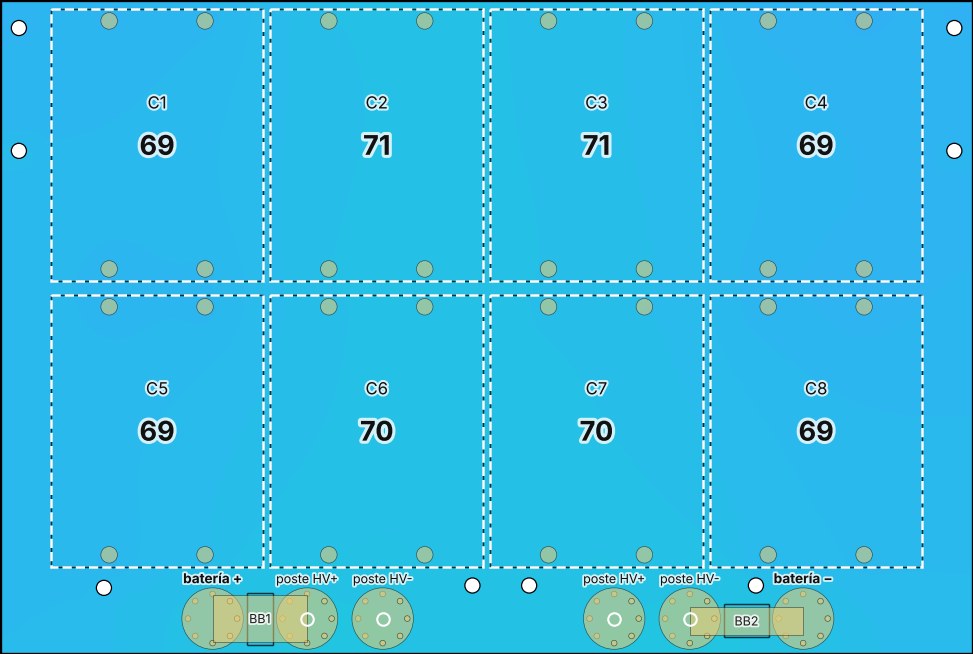 C1
69
C2
71
C3
71
C4
69
C5
69
C6
70
C7
70
C8
69
batería +
poste HV+
poste HV-
poste HV+
poste HV-
batería –
BB1
BB2